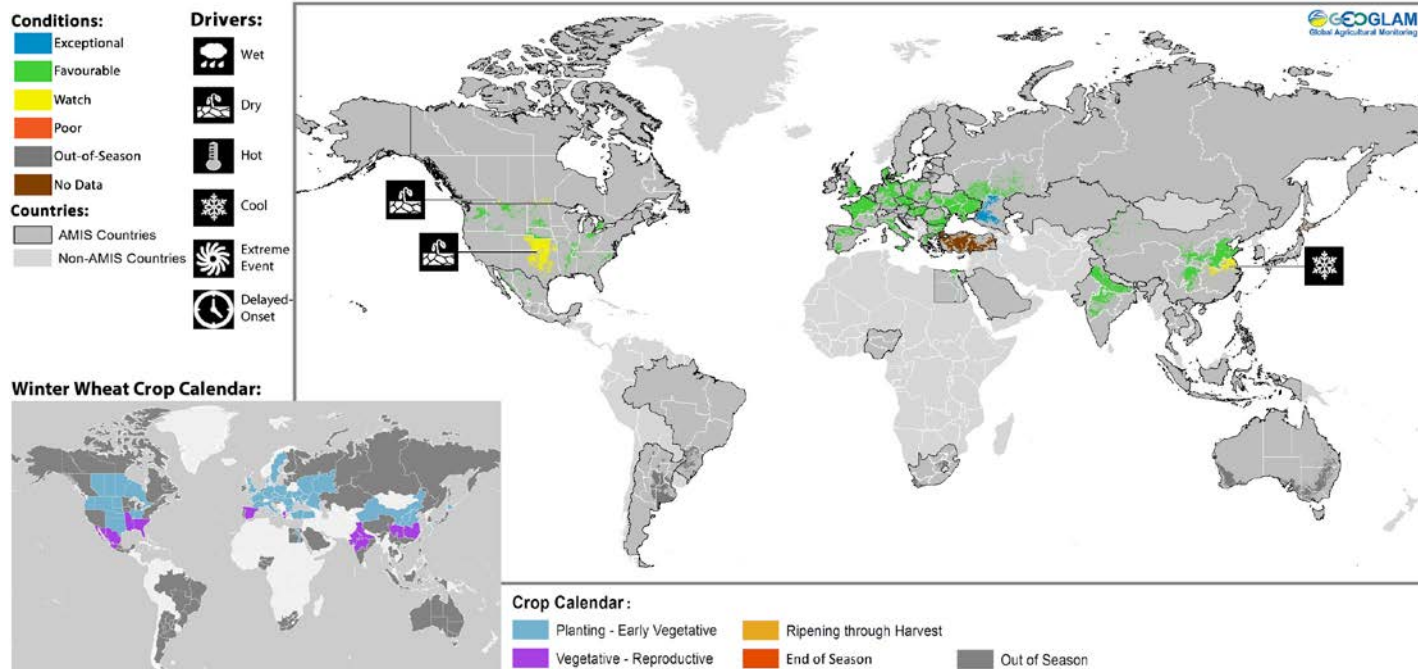 Conditions:
Exceptional
Favourable
Watch
Poor
Out-of-Season
No Data
Countries:
AMIS Countries
Non-AMIS Countries
Drivers:
Wet
Dry
Hot
Cool
Extreme
Event
Delayed-
Onset
GEOGLAM
Global Agricultural Monitoring
Winter Wheat Crop Calendar:
Crop Calendar :
Planting - Early Vegetative
Ripening through Harvest
Vegetative - Reproductive
End of Season
Out of Season